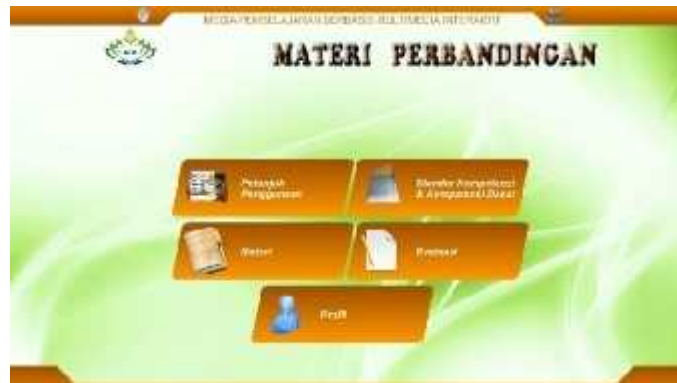 MEDIA PEMBELAJARAN BERBASIS MULTIMEDIA INTERAKTIF
MATERI PERBANDINGAN
Petunjuk
Penggunaan
Standar Kompetensi
& Kompetensi Dasar
Materi
Evaluasi
Profil